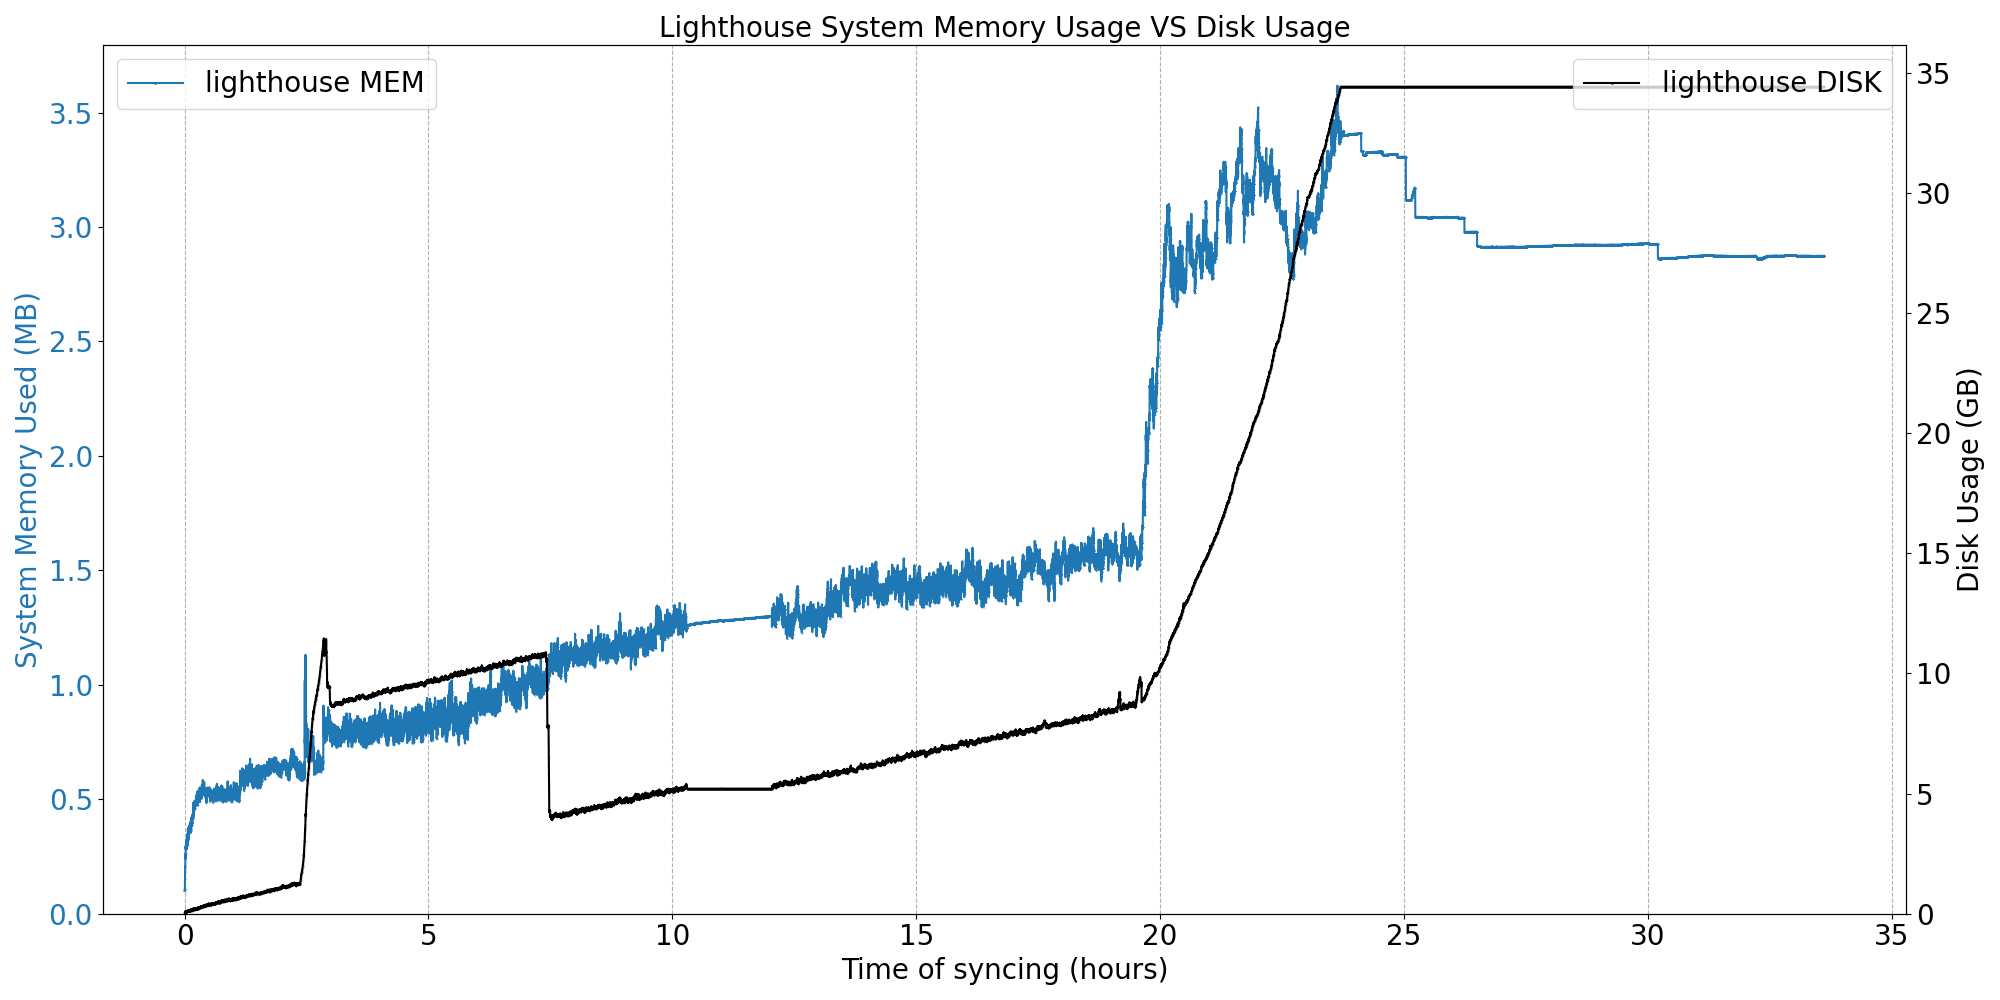 Lighthouse System Memory Usage VS Disk Usage
lighthouse MEM
lighthouse DISK
System Memory Used (MB)
3.5
3.0
2.5
2.0
1.5
1.0
0.5
0.0
35
30
25
20
15
10
5
0
Disk Usage (GB)
0 5 10 15 20 25 30 35
Time of syncing (hours)